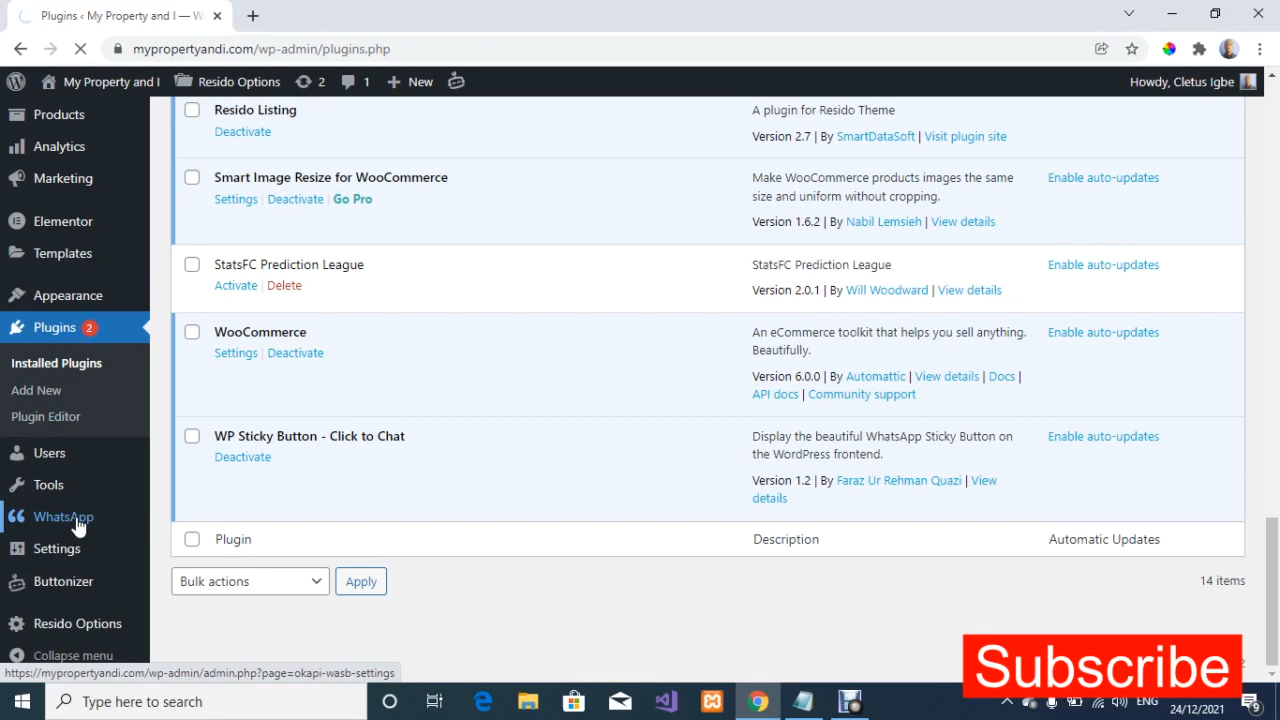 Plugins ‹ My Property and I — W
mypropertyandi.com/wp-admin/plugins.php
My Property and I
Resido Options
2
1
New
Howdy, Cletus Igbe
Products
Analytics
Marketing
Elementor
Templates
Appearance
Plugins 2
Installed Plugins
Add New
Plugin Editor
Users
Tools
WhatsApp
Settings
Buttonizer
Resido Options
Collapse menu
Resido Listing
Deactivate
A plugin for Resido Theme
Version 2.7 | By SmartDataSoft | Visit plugin site
Smart Image Resize for WooCommerce
Settings | Deactivate | Go Pro
Make WooCommerce products images the same
size and uniform without cropping.
Version 1.6.2 | By Nabil Lemsieh | View details
Enable auto-updates
StatsFC Prediction League
Activate | Delete
StatsFC Prediction League
Version 2.0.1 | By Will Woodward | View details
Enable auto-updates
WooCommerce
Settings | Deactivate
An eCommerce toolkit that helps you sell anything.
Beautifully.
Version 6.0.0 | By Automattic | View details | Docs |
API docs | Community support
Enable auto-updates
WP Sticky Button - Click to Chat
Deactivate
Display the beautiful WhatsApp Sticky Button on
the WordPress frontend.
Version 1.2 | By Faraz Ur Rehman Quazi | View
details
Enable auto-updates
Plugin
Description
Automatic Updates
Bulk actions
Apply
14 items
Subscribe
https://mypropertyandi.com/wp-admin/admin.php?page=okapi-wasb-settings
Type here to search
ENG
24/12/2021
9